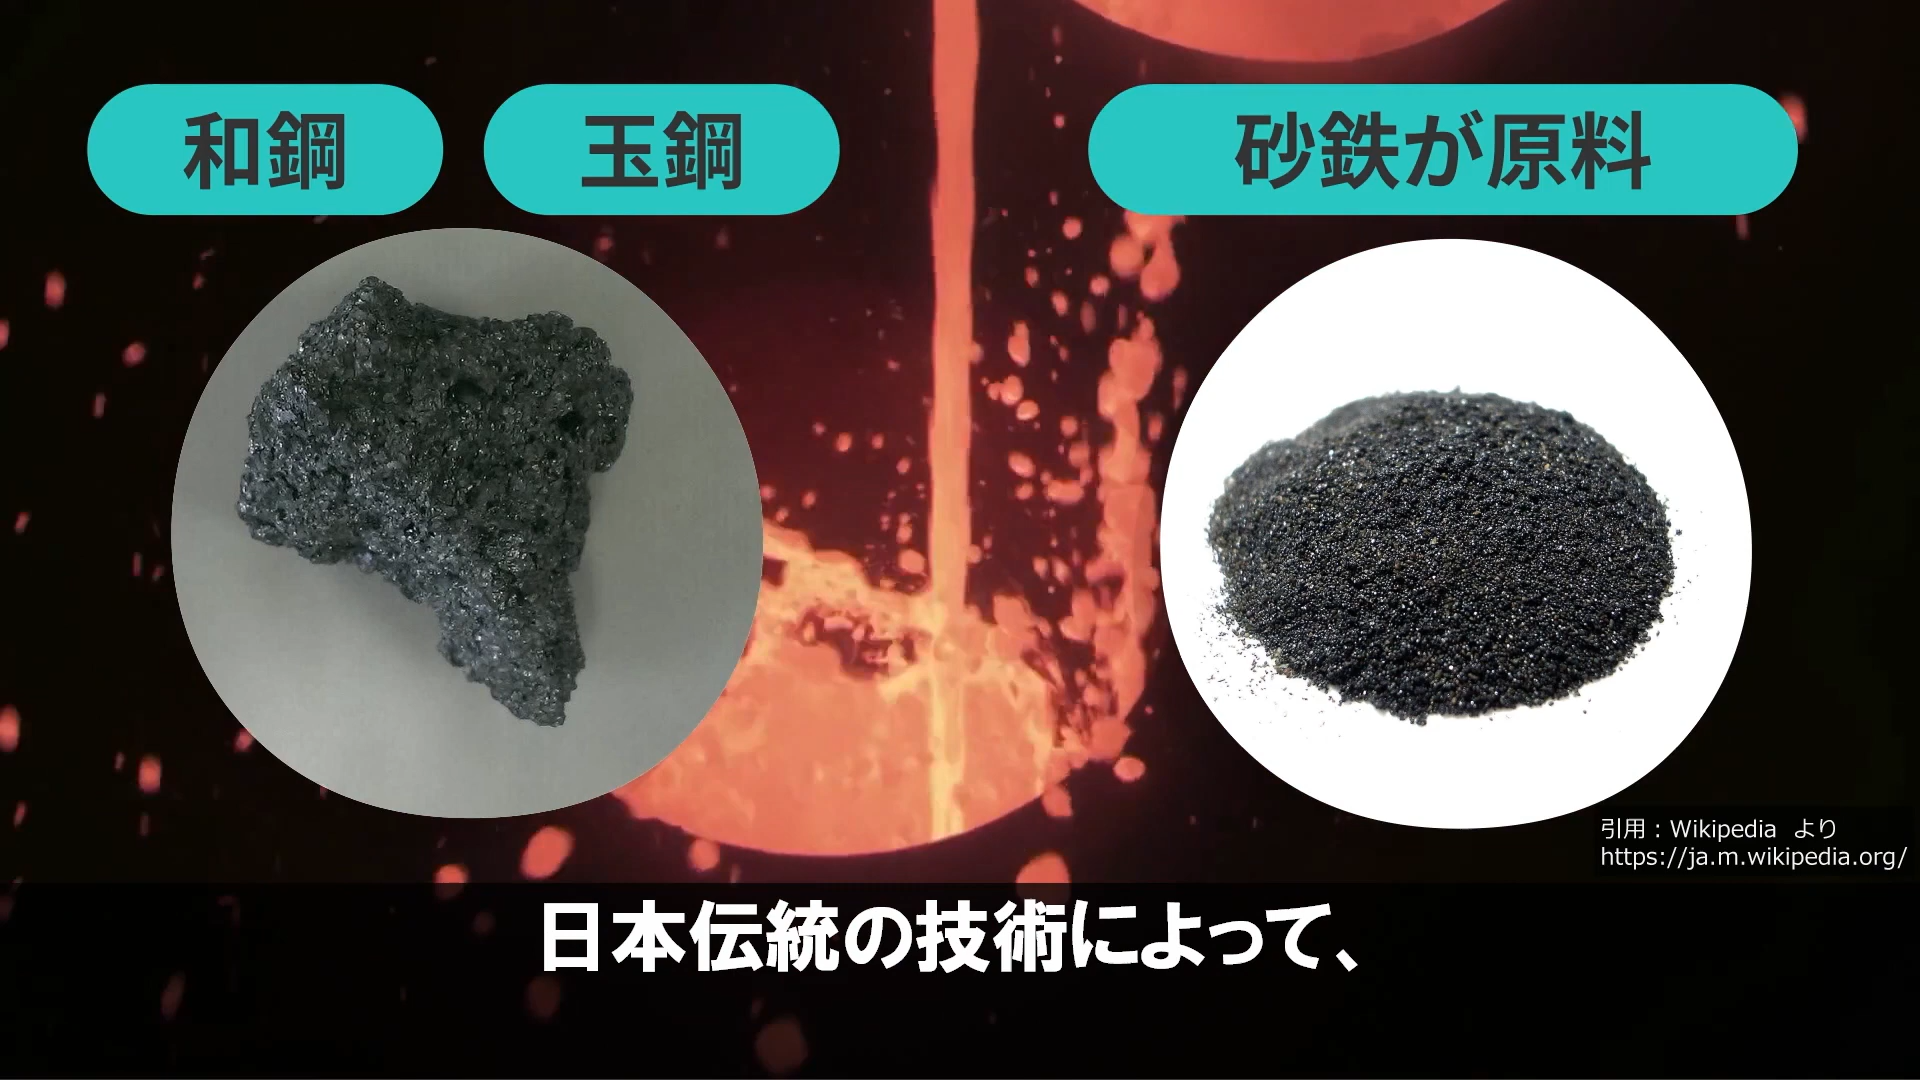 和鋼
玉鋼
砂鉄が原料
引用：Wikipedia より
https://ja.m.wikipedia.org/
日本伝統の技術によって、